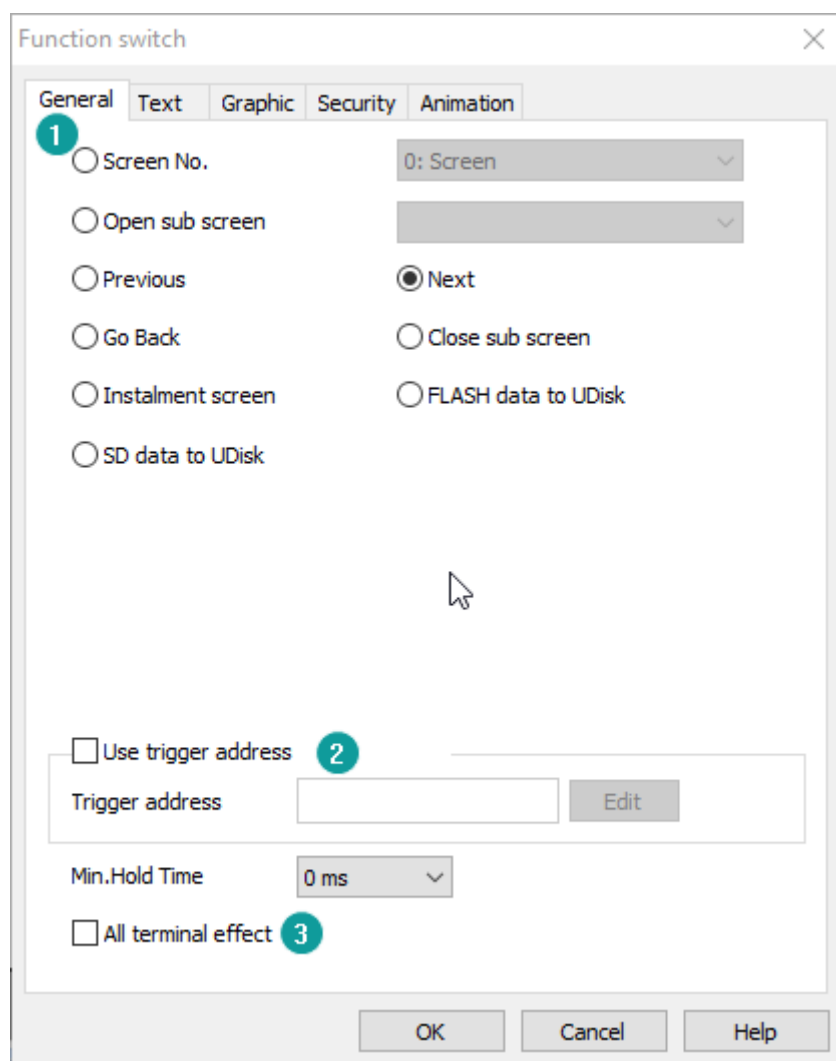 Function switch
General Text Graphic Security Animation
1
Screen No. 0: Screen
Open sub screen
Previous Next
Go Back Close sub screen
Instalment screen FLASH data to UDisk
SD data to UDisk
Use trigger address 2
Trigger address Edit
Min.Hold Time 0 ms
All terminal effect 3
OK Cancel Help